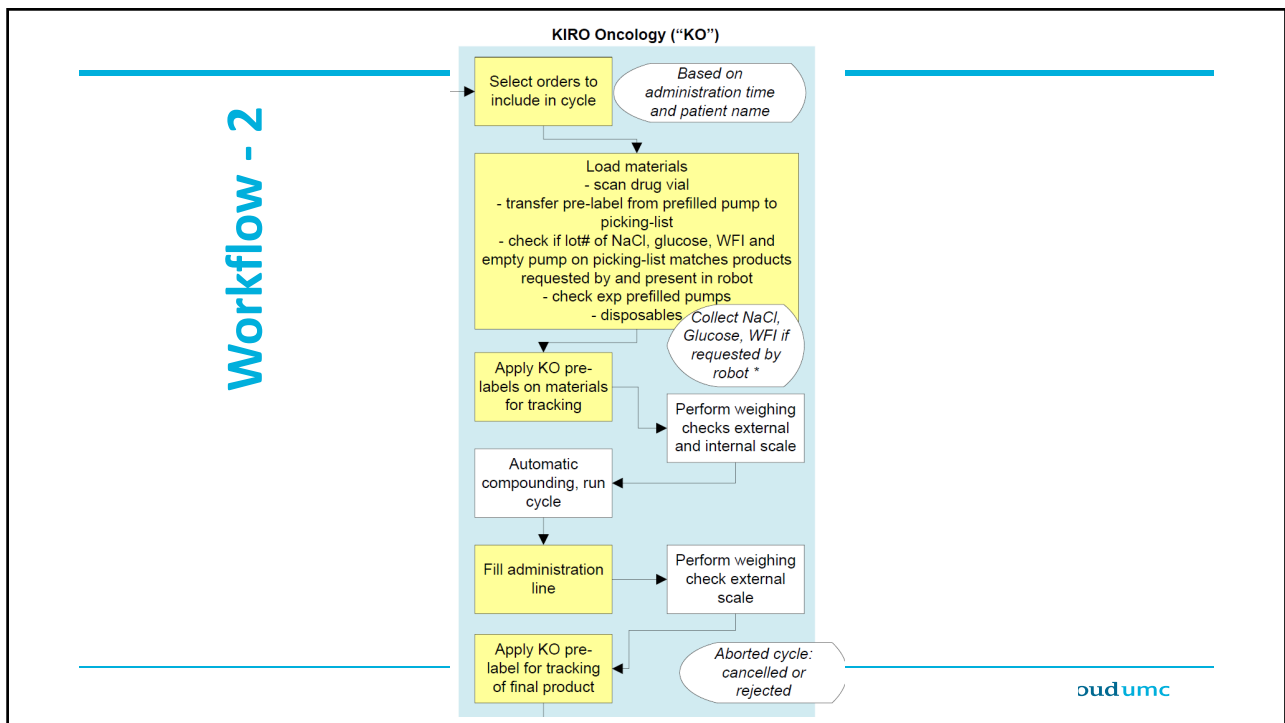 KIRO Oncology ("KO")
Workflow - 2
Select orders to
include in cycle
Based on
administration time
and patient name
Load materials
- scan drug vial
- transfer pre-label from prefilled pump to
picking-list
- check if lot# of NaCl, glucose, WFI and
empty pump on picking-list matches products
requested by and present in robot
- check exp prefilled pumps
- disposables
Collect NaCl,
Glucose, WFI if
requested by
robot *
Apply KO pre-
labels on materials
for tracking
Perform weighing
checks external
and internal scale
Automatic
compounding, run
cycle
Fill administration
line
Perform weighing
check external
scale
Apply KO pre-
label for tracking
of final product
Aborted cycle:
cancelled or
rejected
oudumc